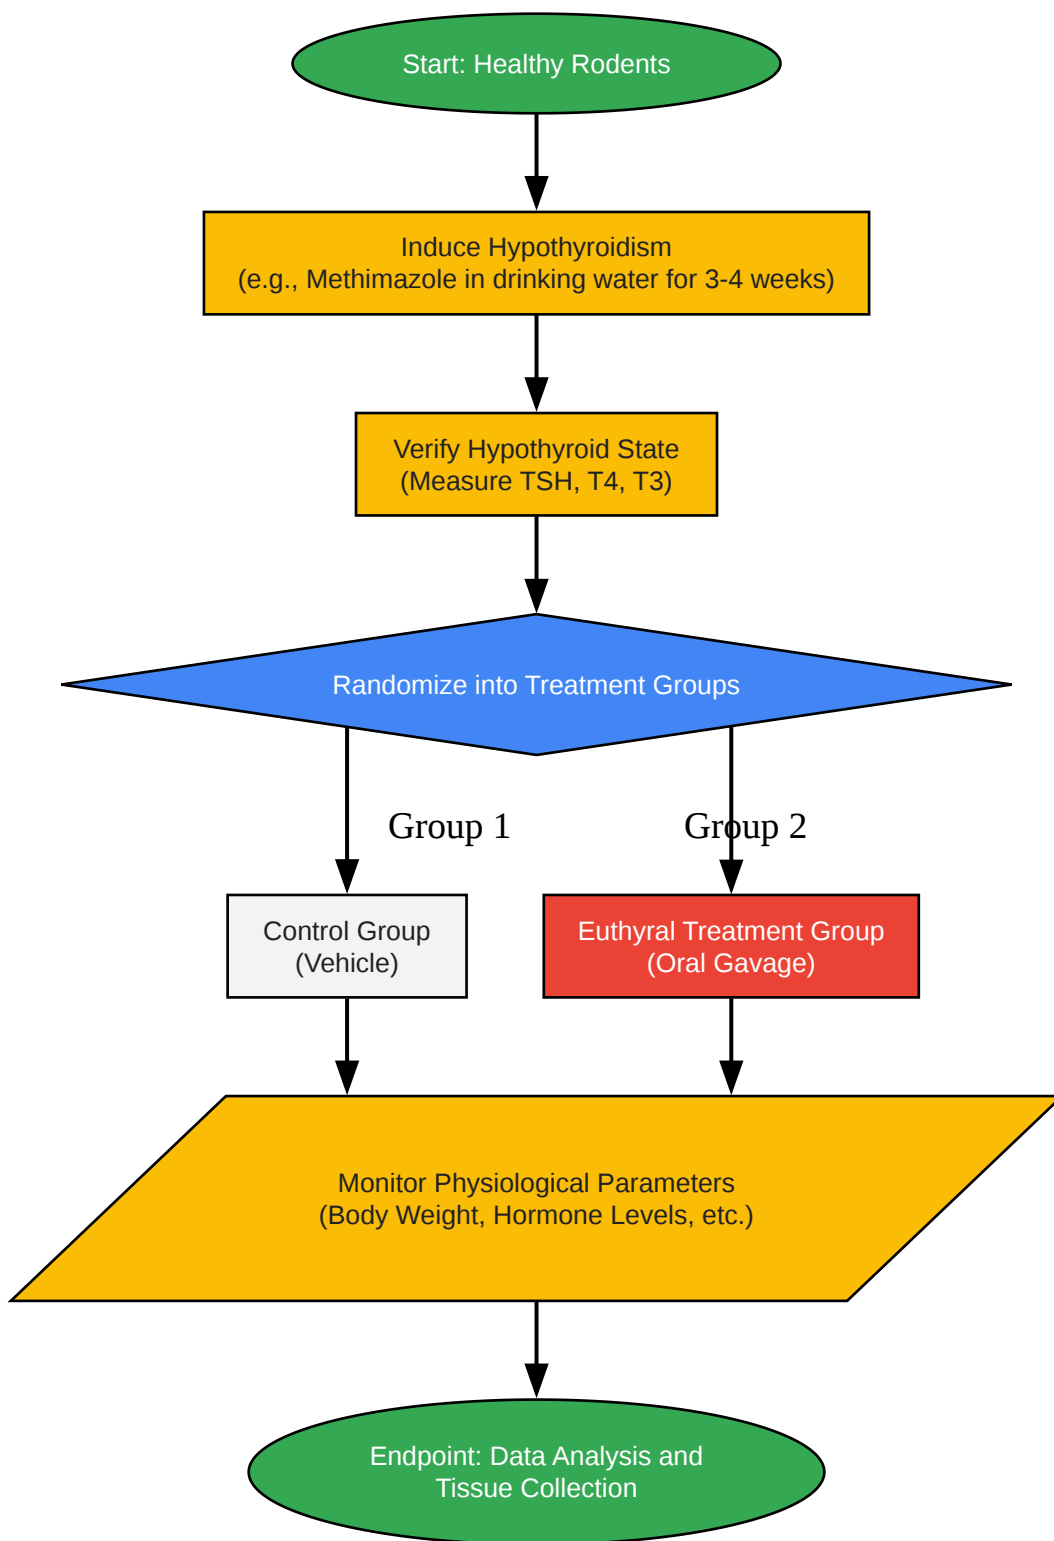 Start: Healthy Rodents
Induce Hypothyroidism
(e.g., Methimazole in drinking water for 3-4 weeks)
Verify Hypothyroid State
(Measure TSH, T4, T3)
Randomize into Treatment Groups
Group 1
Group 2
Control Group
(Vehicle)
Euthyral Treatment Group
(Oral Gavage)
Monitor Physiological Parameters
(Body Weight, Hormone Levels, etc.)
Endpoint: Data Analysis and
Tissue Collection